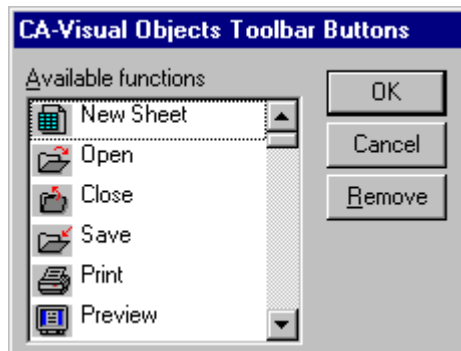 CA-Visual Objects Toolbar Buttons
Available functions
New Sheet
Open
Close
Save
Print
Preview
OK
Cancel
Remove